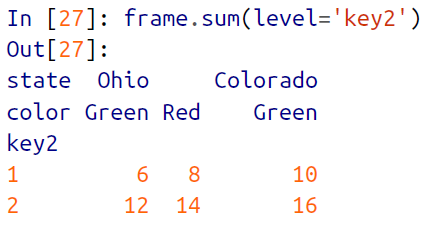 In [27]: frame.sum(level='key2')
Out[27]:
state  Ohio     Colorado
color Green Red    Green
key2
1         6   8       10
2        12  14       16